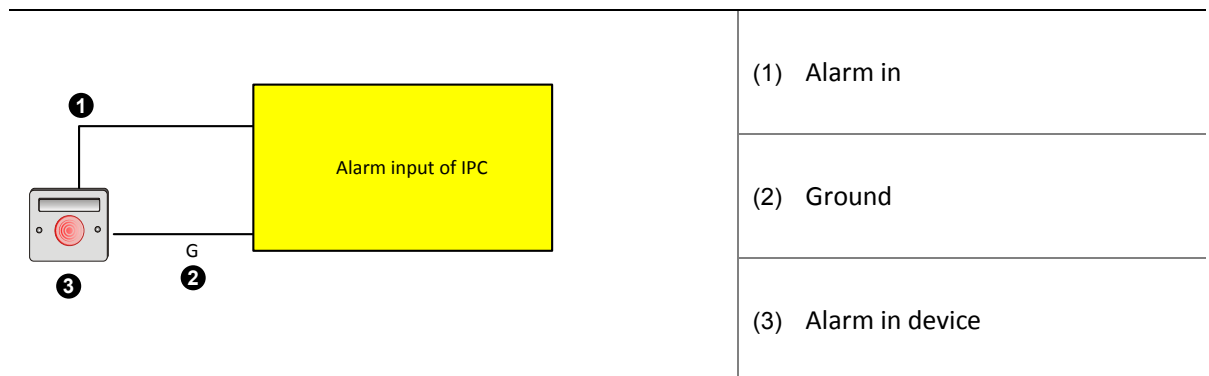 1
Alarm input of IPC
G
2
3
(1) Alarm in
(2) Ground
(3) Alarm in device